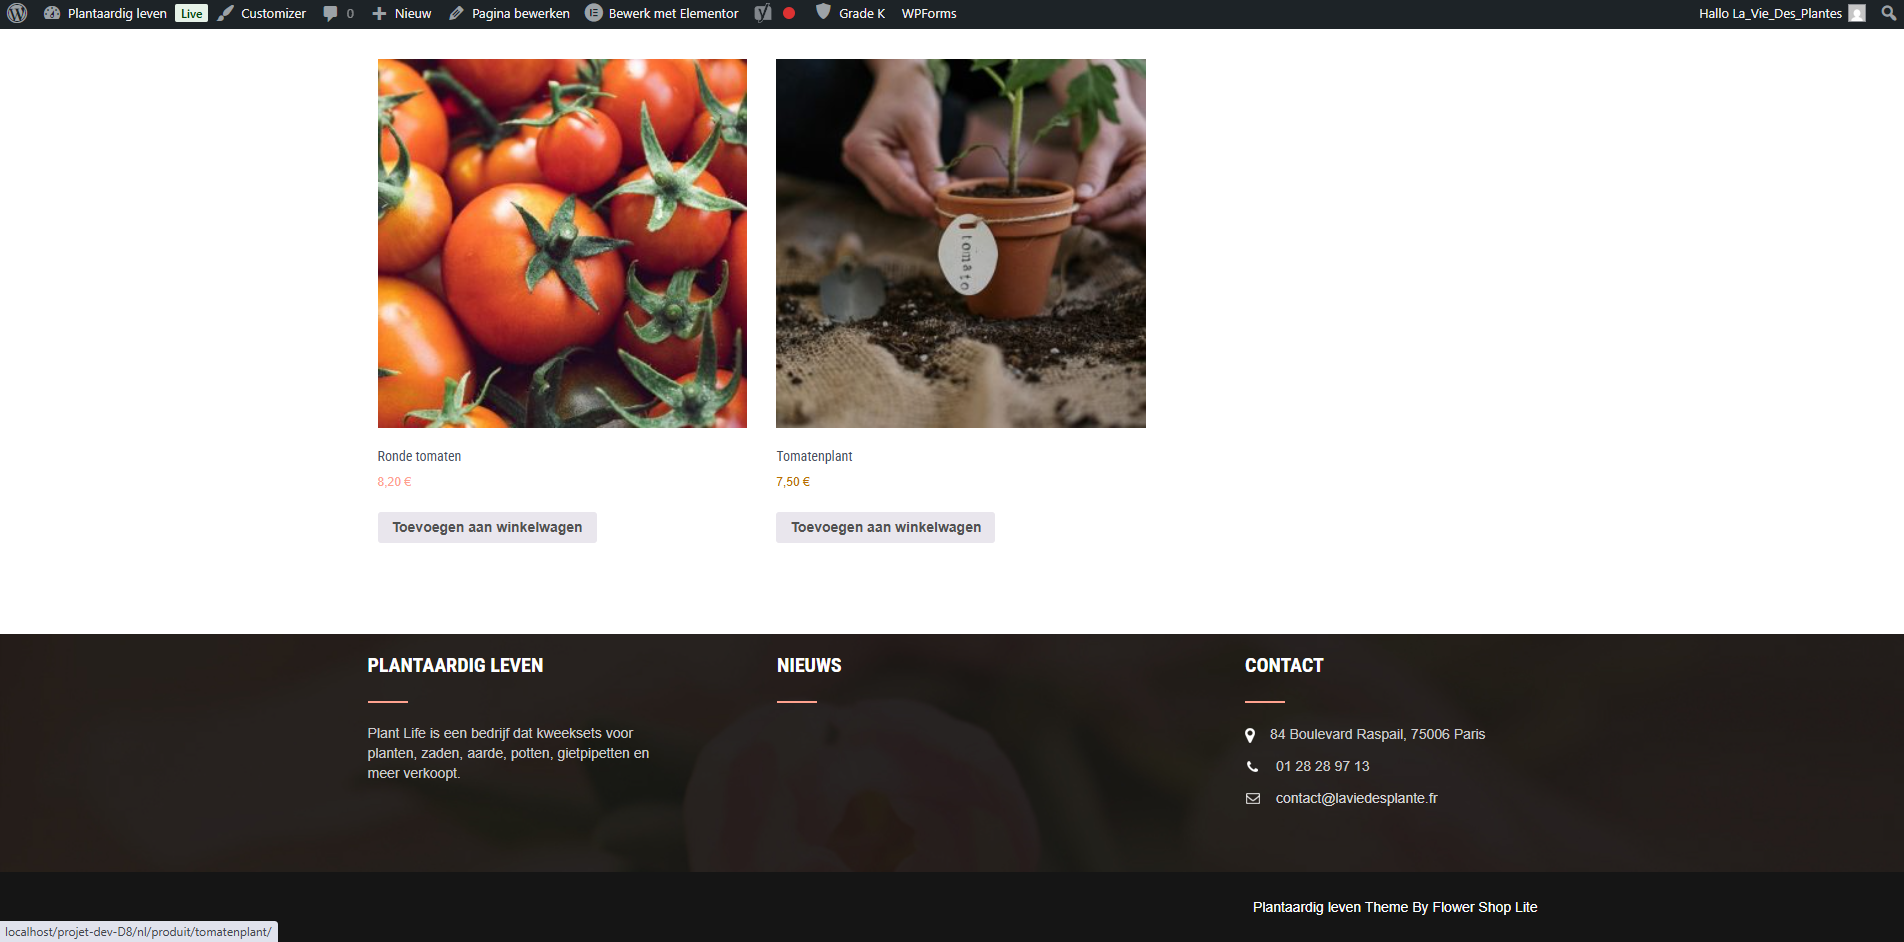 Plantaardig leven Live Customizer 0 Nieuw Pagina bewerken Bewerk met Elementor Grade K WPForms Hallo La_Vie_Des_Plantes
tomato
Ronde tomaten
8,20 €
Toevoegen aan winkelwagen
Tomatenplant
7,50 €
Toevoegen aan winkelwagen
PLANTAARDIG LEVEN
Plant Life is een bedrijf dat kweeksets voor
planten, zaden, aarde, potten, gietpipetten en
meer verkoopt.
NIEUWS
CONTACT
84 Boulevard Raspail, 75006 Paris
01 28 28 97 13
contact@laviedesplante.fr
Plantaardig leven Theme By Flower Shop Lite
localhost/projet-dev-D8/nl/produit/tomatenplant/